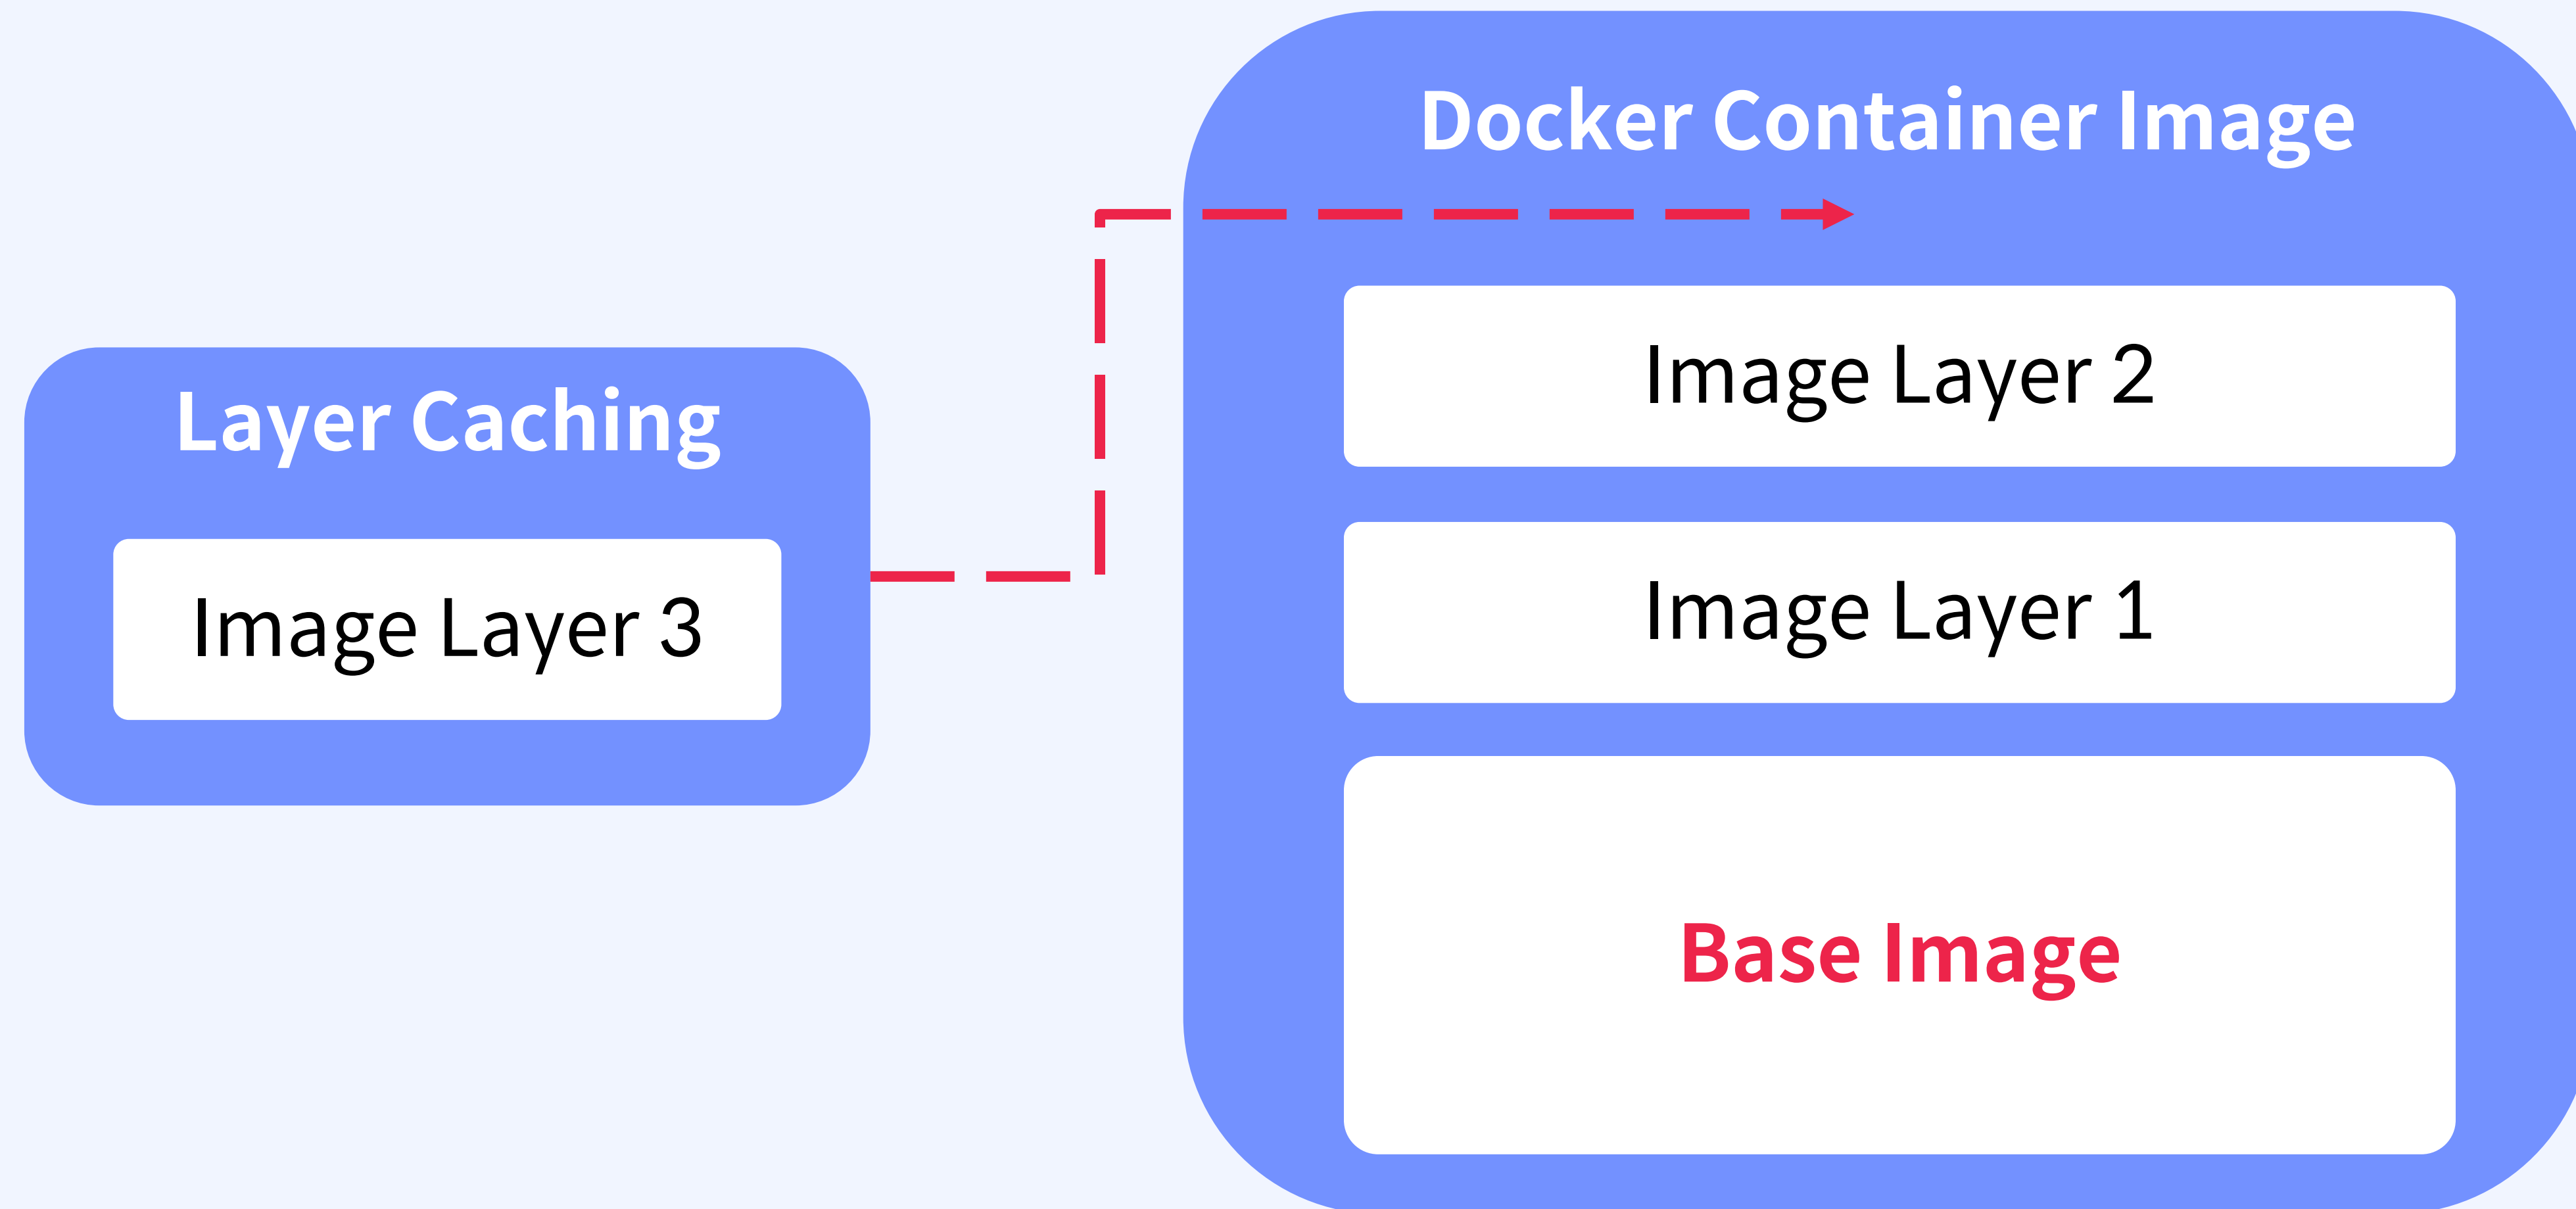 Layer Caching
Image Layer 3
Docker Container Image
Image Layer 2
Image Layer 1
Base Image